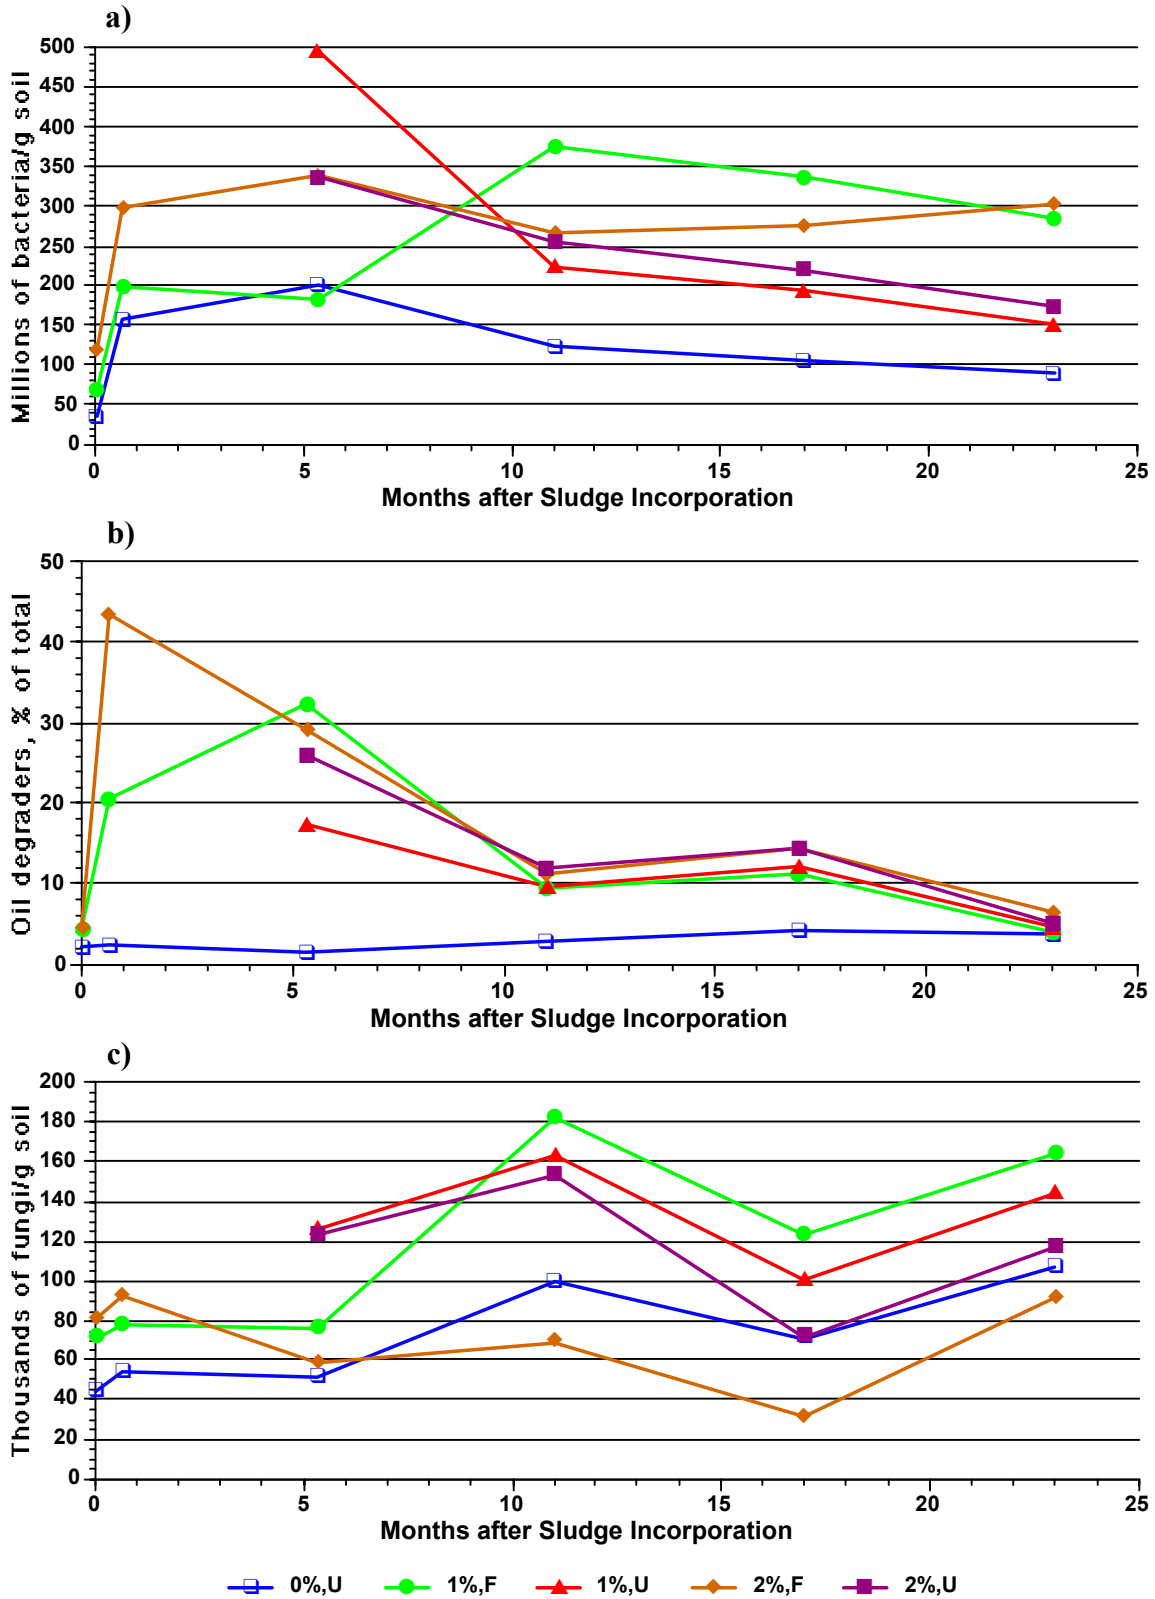 a)
Millions of bacteria/g soil
500
450
400
350
300
250
200
150
100
50
0
0 5 10 15 20 25
Months after Sludge Incorporation
b)
Oil degraders, % of total
50
40
30
20
10
0
0 5 10 15 20 25
Months after Sludge Incorporation
c)
Thousands of fungi/g soil
200
180
160
140
120
100
80
60
40
20
0
0 5 10 15 20 25
Months after Sludge Incorporation
0%,U 1%,F 1%,U 2%,F 2%,U